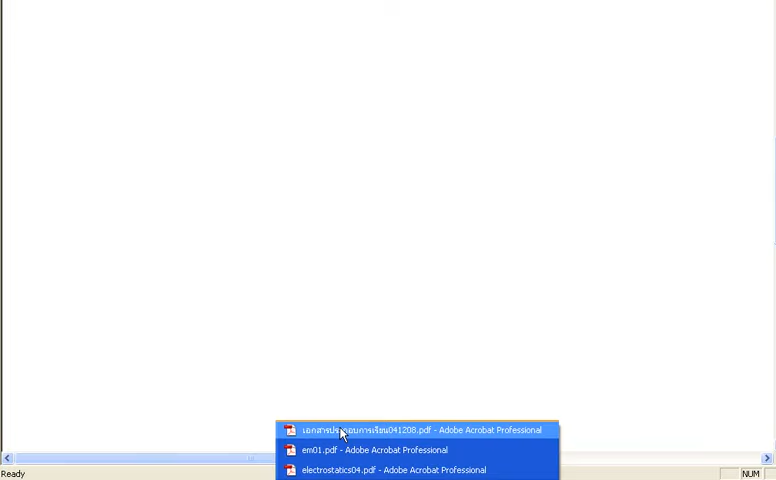 เอกสารประกอบการเรียน041208.pdf - Adobe Acrobat Professional
em01.pdf - Adobe Acrobat Professional
electrostatics04.pdf - Adobe Acrobat Professional
Ready
NUM